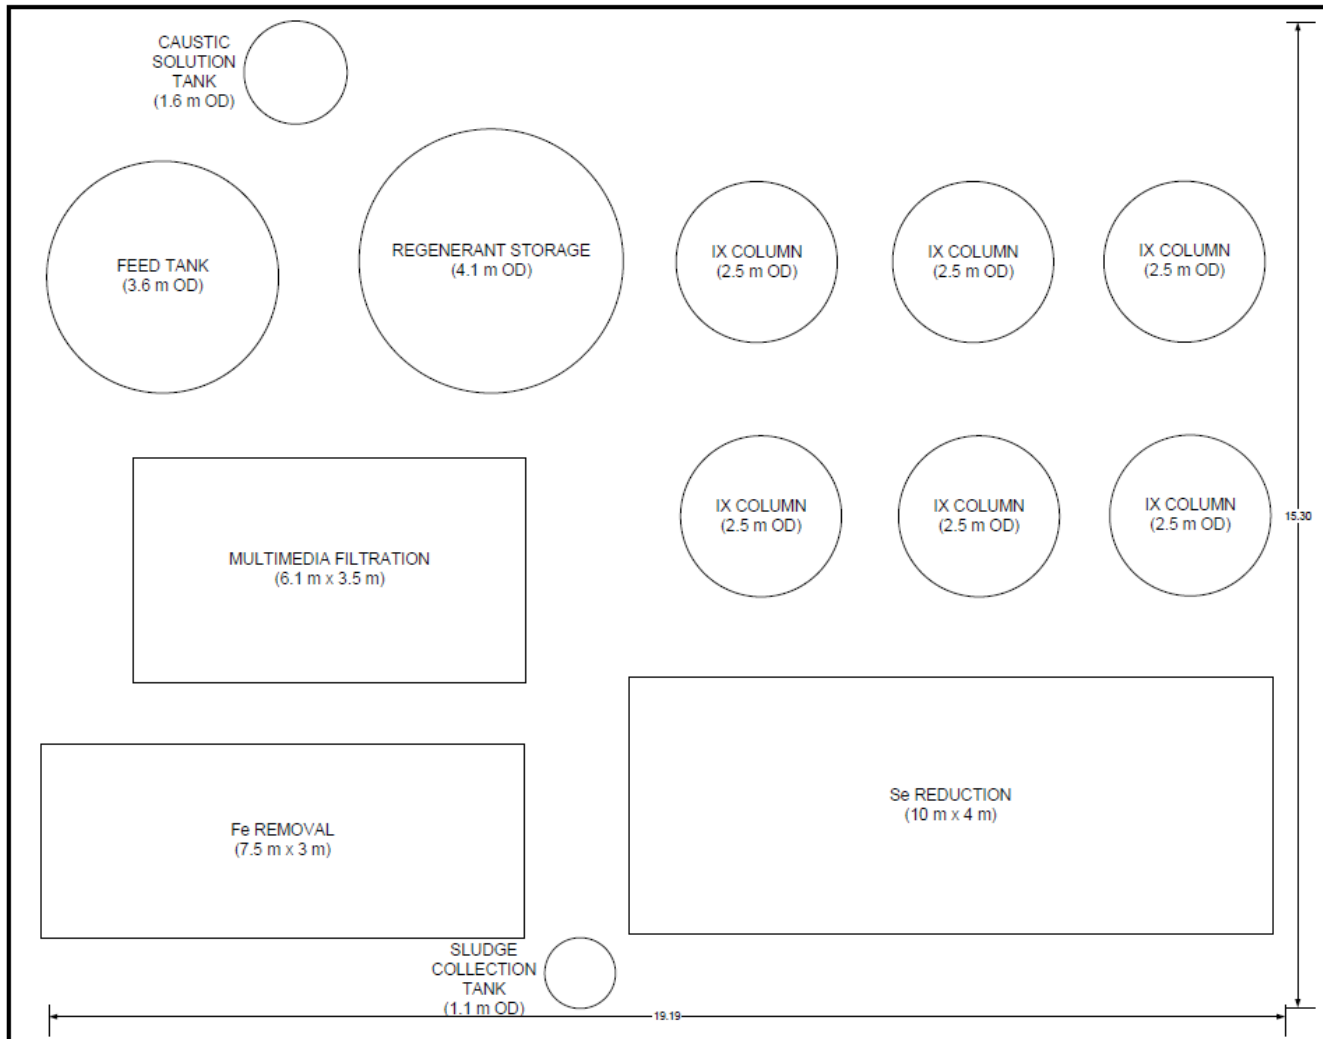 CAUSTIC
SOLUTION
TANK
(1.6 m OD)
FEED TANK
(3.6 m OD)
REGENERANT STORAGE
(4.1 m OD)
IX COLUMN
(2.5 m OD)
IX COLUMN
(2.5 m OD)
IX COLUMN
(2.5 m OD)
IX COLUMN
(2.5 m OD)
IX COLUMN
(2.5 m OD)
IX COLUMN
(2.5 m OD)
15.30
MULTIMEDIA FILTRATION
(6.1 m x 3.5 m)
Se REDUCTION
(10 m x 4 m)
Fe REMOVAL
(7.5 m x 3 m)
SLUDGE
COLLECTION
TANK
(1.1 m OD)
19.19